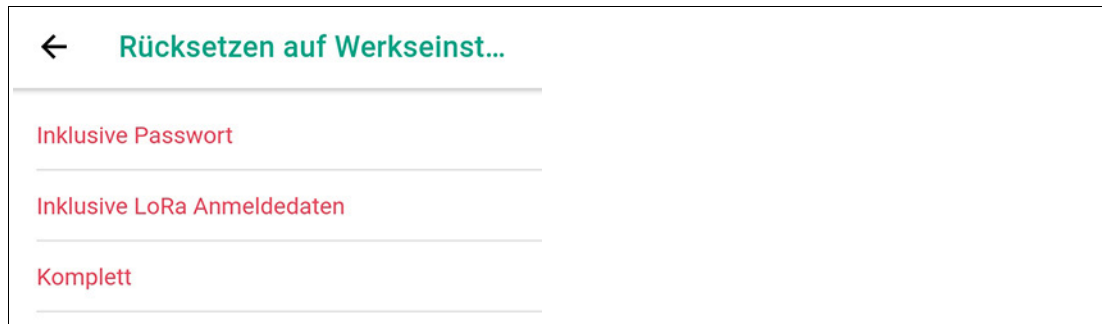 Rücksetzen auf Werkseinst...
Inklusive Passwort
Inklusive LoRa Anmeldedaten
Komplett